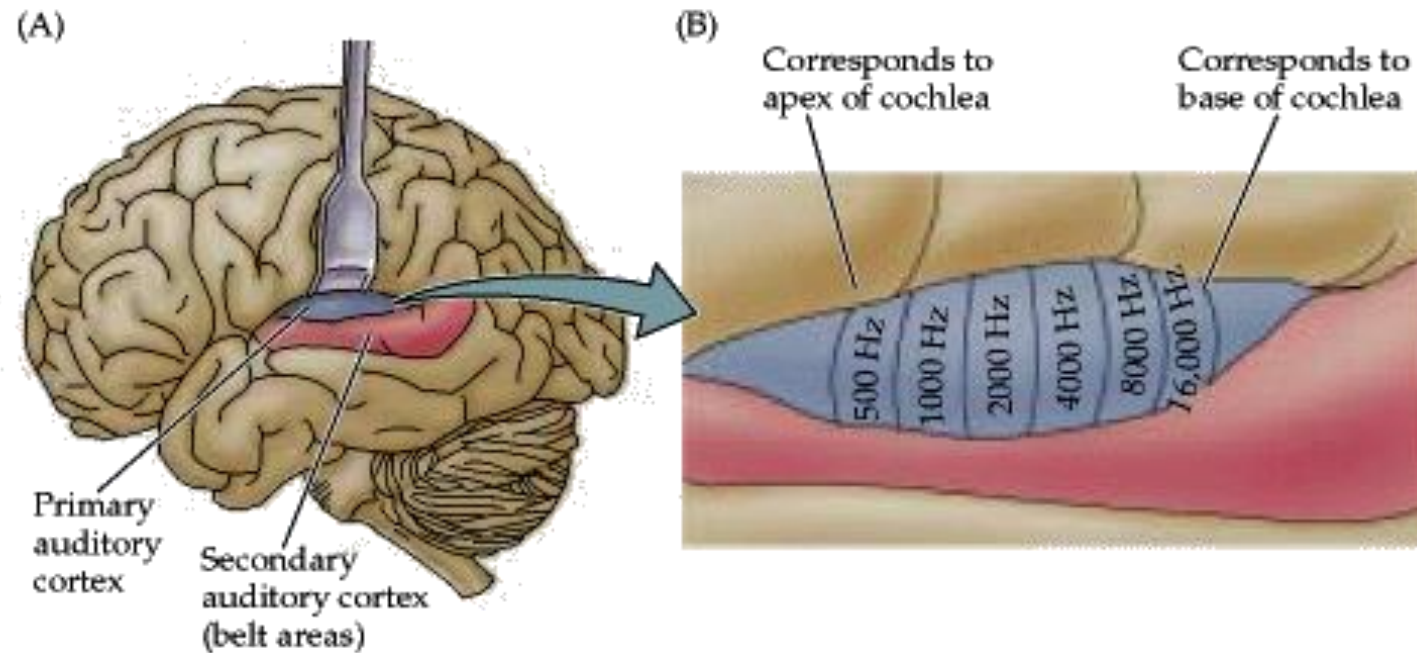 (A)
Primary
auditory
cortex
Secondary
auditory cortex
(belt areas)
(B)
Corresponds to
apex of cochlea
Corresponds to
base of cochlea
500 Hz
1000 Hz
2000 Hz
4000 Hz
8000 Hz
16,000 Hz